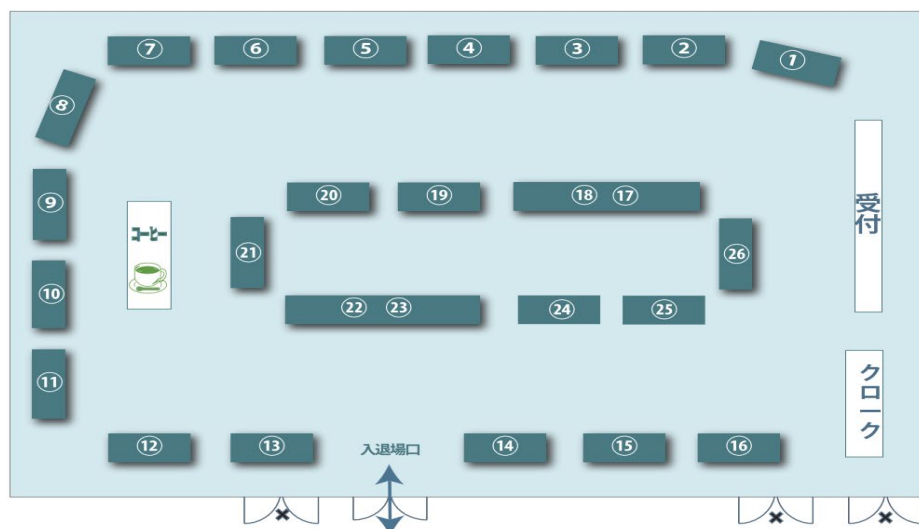 ⑦ ⑥ ⑤ ④ ③ ② ①
⑧
⑨
⑩
⑪
コーヒー
⑳ ⑲ ⑱ ⑰
㉑
㉖
㉒ ㉓ ㉔ ㉕
受付
クローク
⑫ ⑬
入退場口
⑭ ⑮ ⑯